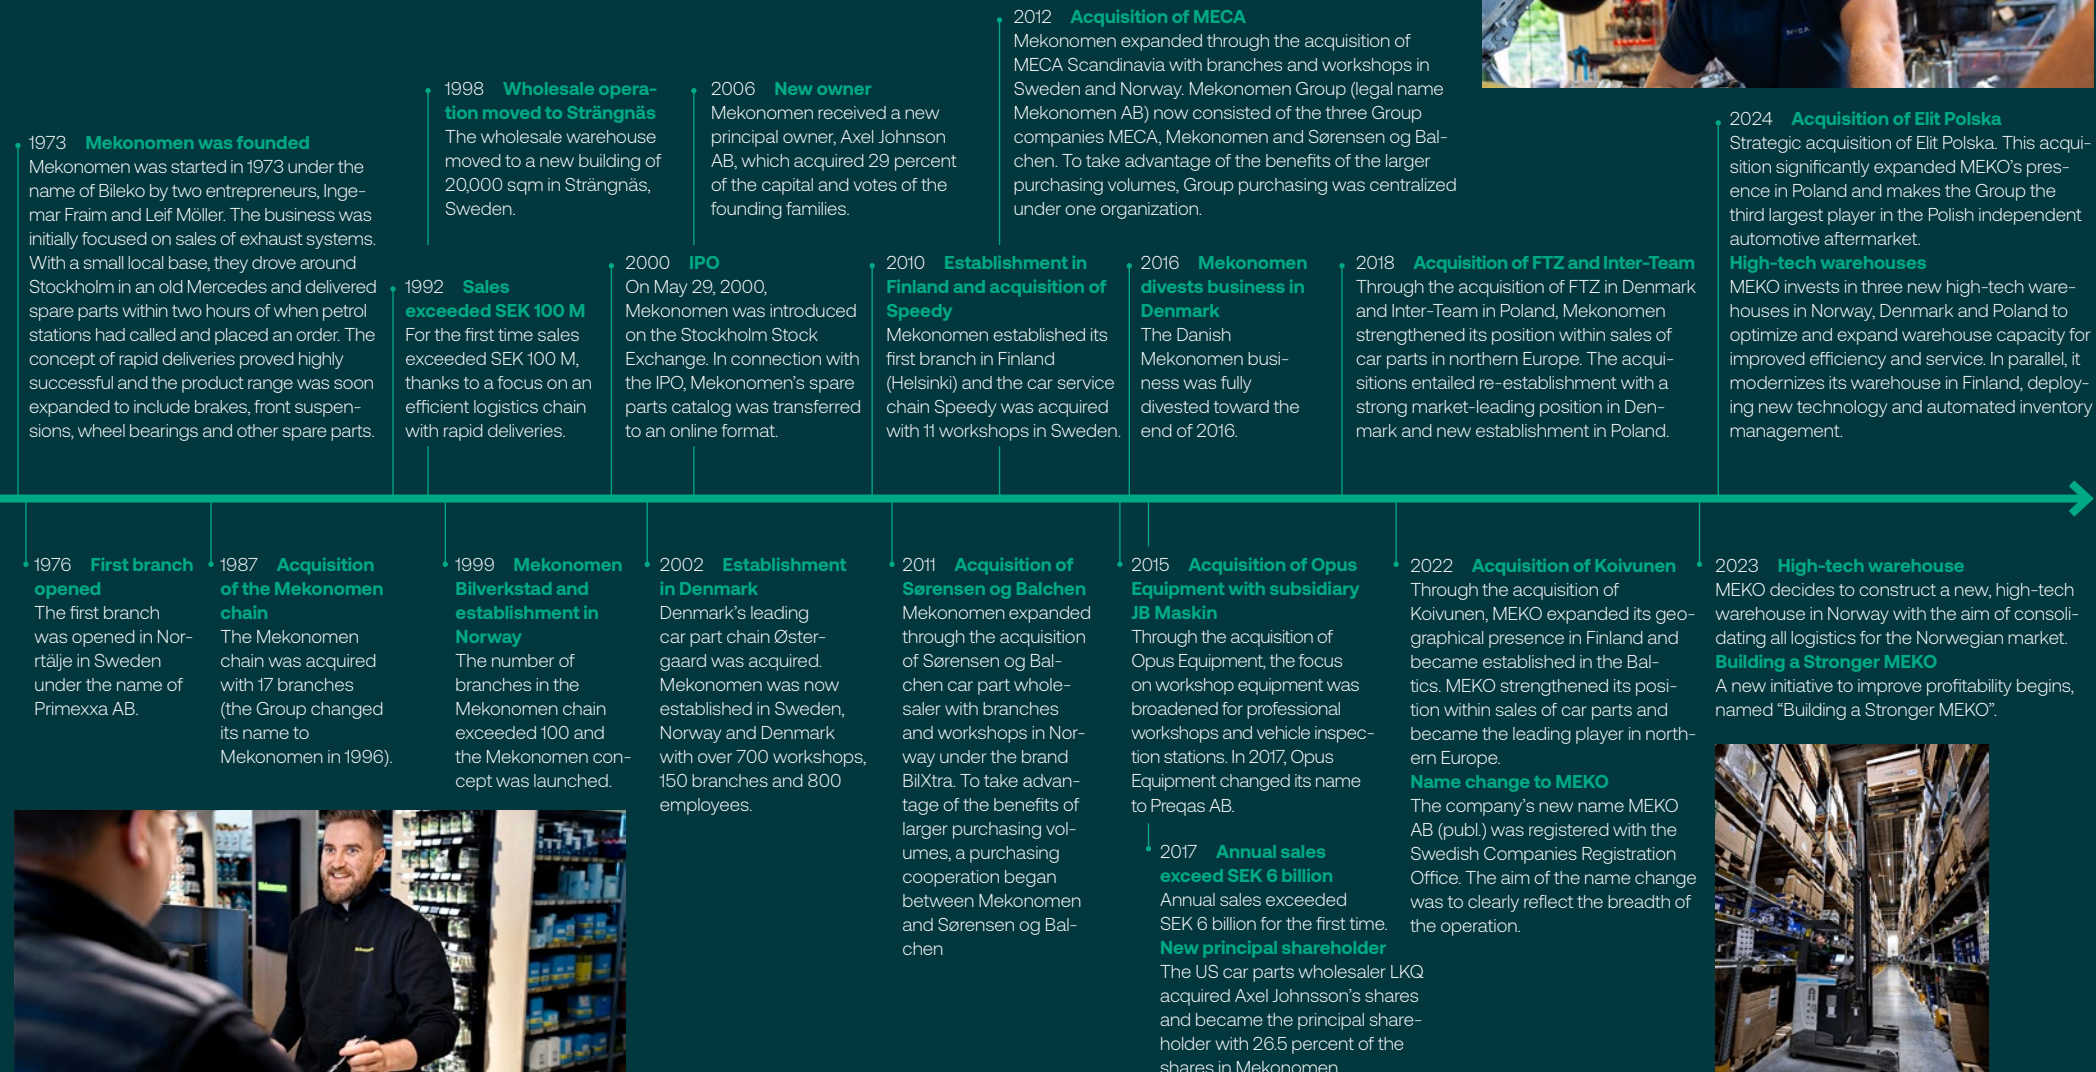 1973 Mekonomen was founded
Mekonomen was started in 1973 under the
name of Bileko by two entrepreneurs, Inge-
mar Fraim and Leif Möller. The business was
initially focused on sales of exhaust systems.
With a small local base, they drove around
Stockholm in an old Mercedes and delivered
spare parts within two hours of when petrol
stations had called and placed an order. The
concept of rapid deliveries proved highly
successful and the product range was soon
expanded to include brakes, front suspen-
sions, wheel bearings and other spare parts.
1976 First branch
opened
The first branch
was opened in Nor-
rtälje in Sweden
under the name of
Primexxa AB.
1987 Acquisition
of the Mekonomen
chain
The Mekonomen
chain was acquired
with 17 branches
(the Group changed
its name to
Mekonomen in 1996).
1992 Sales
exceeded SEK 100 M
For the first time sales
exceeded SEK 100 M,
thanks to a focus on an
efficient logistics chain
with rapid deliveries.
1998 Wholesale opera-
tion moved to Strängnäs
The wholesale warehouse
moved to a new building of
20,000 sqm in Strängnäs,
Sweden.
1999 Mekonomen
Bilverkstad and
establishment in
Norway
The number of
branches in the
Mekonomen chain
exceeded 100 and
the Mekonomen con-
cept was launched.
2000 IPO
On May 29, 2000,
Mekonomen was introduced
on the Stockholm Stock
Exchange. In connection with
the IPO, Mekonomen's spare
parts catalog was transferred
to an online format.
2002 Establishment
in Denmark
Denmark's leading
car part chain Øster-
gaard was acquired.
Mekonomen was now
established in Sweden,
Norway and Denmark
with over 700 workshops,
150 branches and 800
employees.
2006 New owner
Mekonomen received a new
principal owner, Axel Johnson
AB, which acquired 29 percent
of the capital and votes of the
founding families.
2010 Establishment in
Finland and acquisition of
Speedy
Mekonomen established its
first branch in Finland
(Helsinki) and the car service
chain Speedy was acquired
with 11 workshops in Sweden.
2011 Acquisition of
Sørensen og Balchen
Mekonomen expanded
through the acquisition
of Sørensen og Bal-
chen car part whole-
saler with branches
and workshops in Nor-
way under the brand
BilXtra. To take advan-
tage of the benefits of
larger purchasing vol-
umes, a purchasing
cooperation began
between Mekonomen
and Sørensen og Bal-
chen
2012 Acquisition of MECA
Mekonomen expanded through the acquisition of
MECA Scandinavia with branches and workshops in
Sweden and Norway. Mekonomen Group (legal name
Mekonomen AB) now consisted of the three Group
companies MECA, Mekonomen and Sørensen og Bal-
chen. To take advantage of the benefits of the larger
purchasing volumes, Group purchasing was centralized
under one organization.
2015 Acquisition of Opus
Equipment with subsidiary
JB Maskin
Through the acquisition of
Opus Equipment, the focus
on workshop equipment was
broadened for professional
workshops and vehicle inspec-
tion stations. In 2017, Opus
Equipment changed its name
to Preqas AB.
2016 Mekonomen
divests business in
Denmark
The Danish
Mekonomen busi-
ness was fully
divested toward the
end of 2016.
2017 Annual sales
exceed SEK 6 billion
Annual sales exceeded
SEK 6 billion for the first time.
New principal shareholder
The US car parts wholesaler LKQ
acquired Axel Johnsson's shares
and became the principal share-
holder with 26.5 percent of the
shares in Mekonomen
2018 Acquisition of FTZ and Inter-Team
Through the acquisition of FTZ in Denmark
and Inter-Team in Poland, Mekonomen
strengthened its position within sales of
car parts in northern Europe. The acqui-
sitions entailed re-establishment with a
strong market-leading position in Den-
mark and new establishment in Poland.
2022 Acquisition of Koivunen
Through the acquisition of
Koivunen, MEKO expanded its geo-
graphical presence in Finland and
became established in the Bal-
tics. MEKO strengthened its posi-
tion within sales of car parts and
became the leading player in north-
ern Europe.
Name change to MEKO
The company's new name MEKO
AB (publ.) was registered with the
Swedish Companies Registration
Office. The aim of the name change
was to clearly reflect the breadth of
the operation.
2023 High-tech warehouse
MEKO decides to construct a new, high-tech
warehouse in Norway with the aim of consoli-
dating all logistics for the Norwegian market.
Building a Stronger MEKO
A new initiative to improve profitability begins,
named “Building a Stronger MEKO”.
2024 Acquisition of Elit Polska
Strategic acquisition of Elit Polska. This acqui-
sition significantly expanded MEKO's pres-
ence in Poland and makes the Group the
third largest player in the Polish independent
automotive aftermarket.
High-tech warehouses
MEKO invests in three new high-tech ware-
houses in Norway, Denmark and Poland to
optimize and expand warehouse capacity for
improved efficiency and service. In parallel, it
modernizes its warehouse in Finland, deploy-
ing new technology and automated inventory
management.
MECA